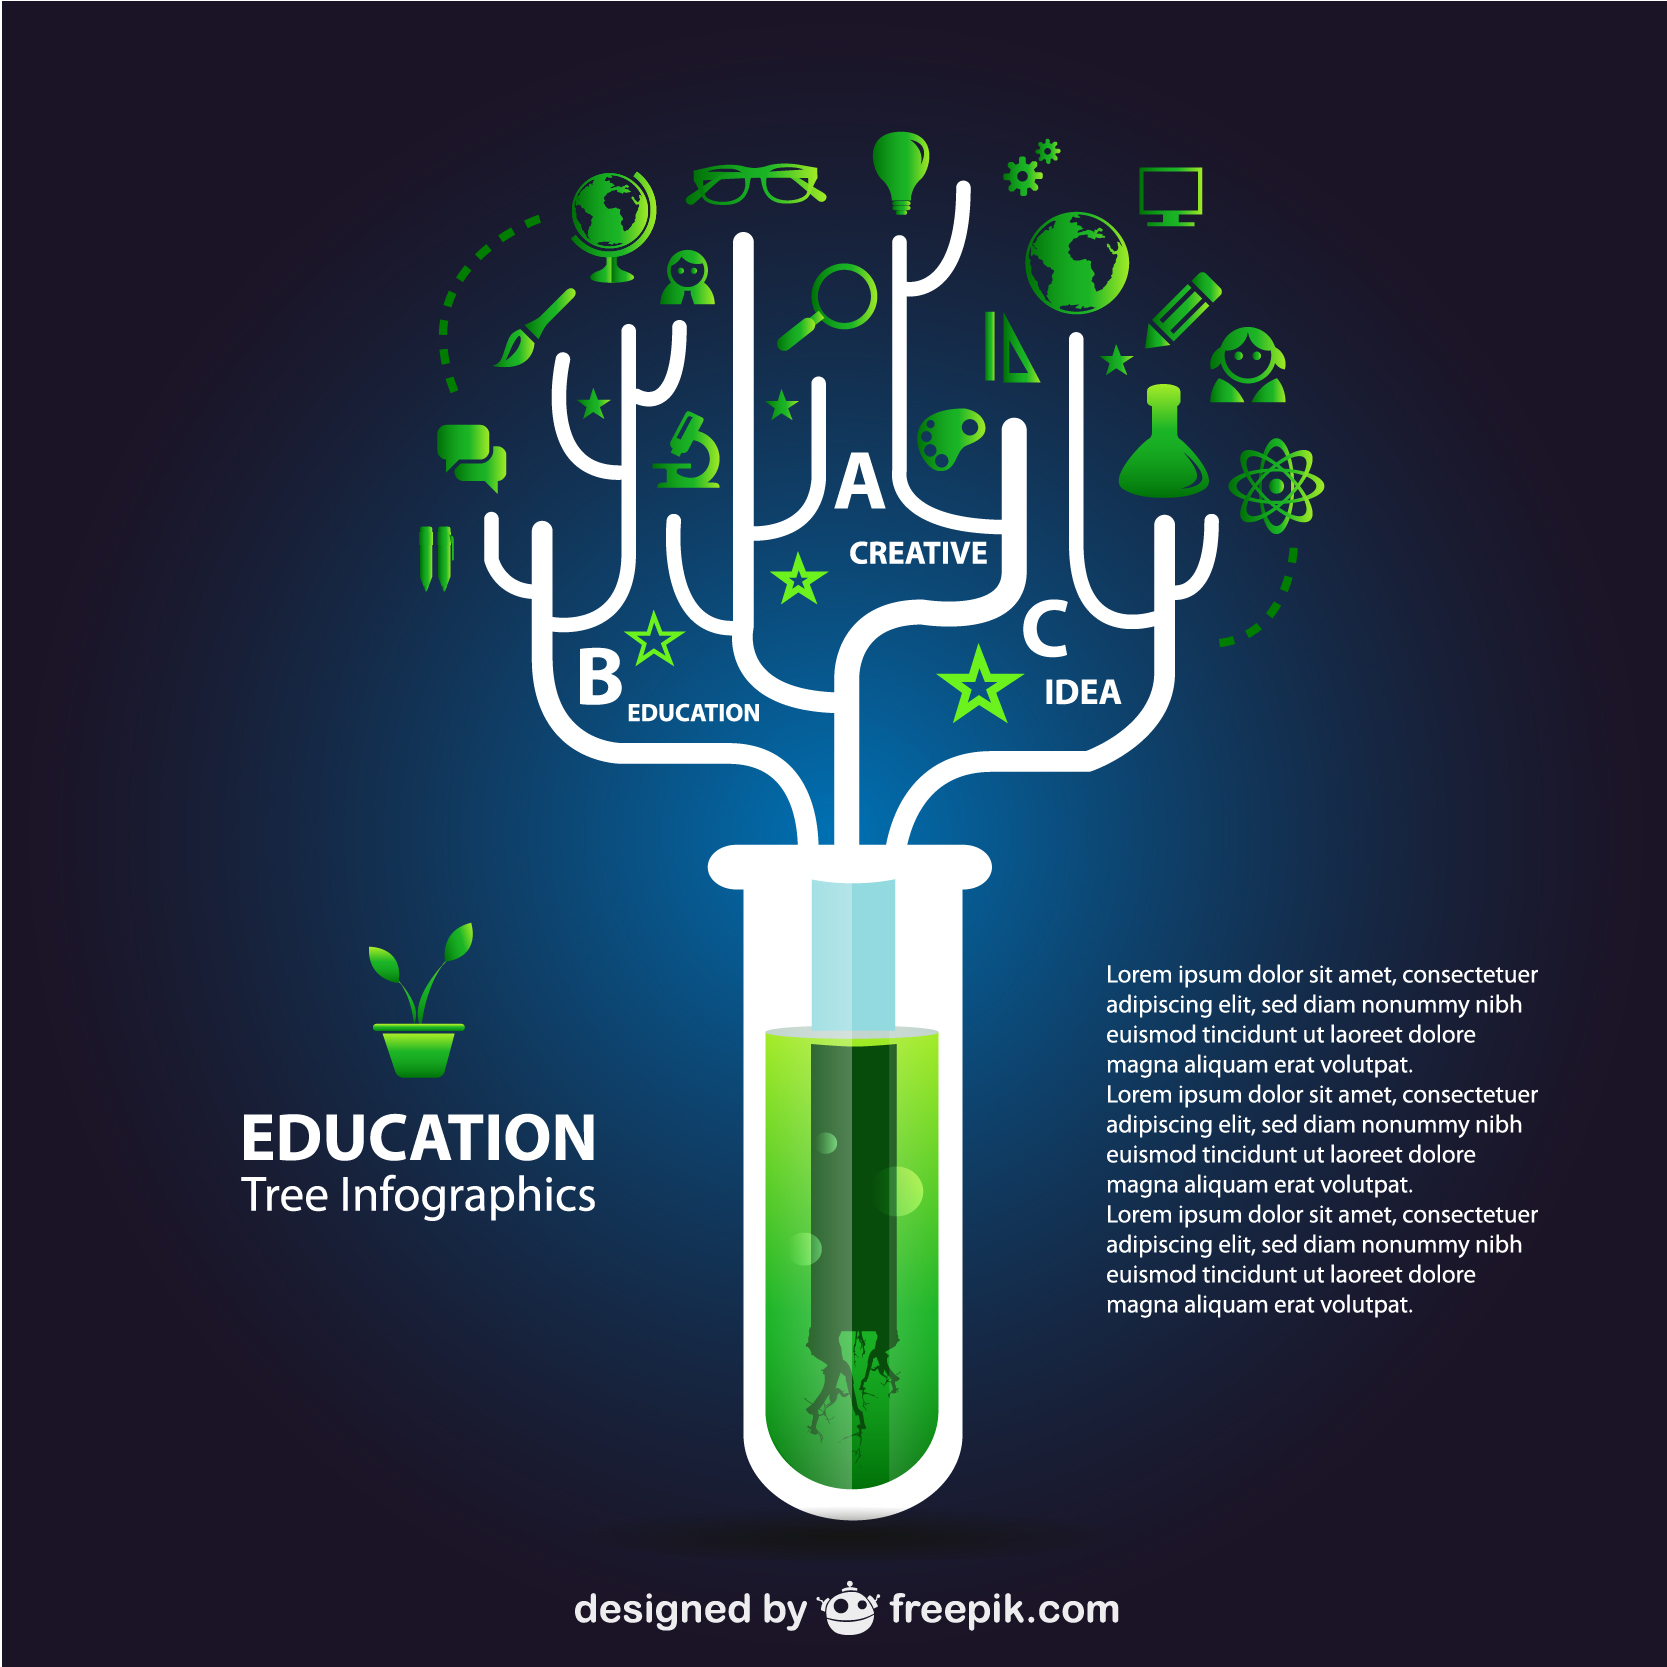 A
CREATIVE
C
IDEA
B
EDUCATION
EDUCATION
Tree Infographics
Lorem ipsum dolor sit amet, consectetuer
adipiscing elit, sed diam nonummy nibh
euismod tincidunt ut laoreet dolore
magna aliquam erat volutpat.
Lorem ipsum dolor sit amet, consectetuer
adipiscing elit, sed diam nonummy nibh
euismod tincidunt ut laoreet dolore
magna aliquam erat volutpat.
Lorem ipsum dolor sit amet, consectetuer
adipiscing elit, sed diam nonummy nibh
euismod tincidunt ut laoreet dolore
magna aliquam erat volutpat.
designed by freepik.com